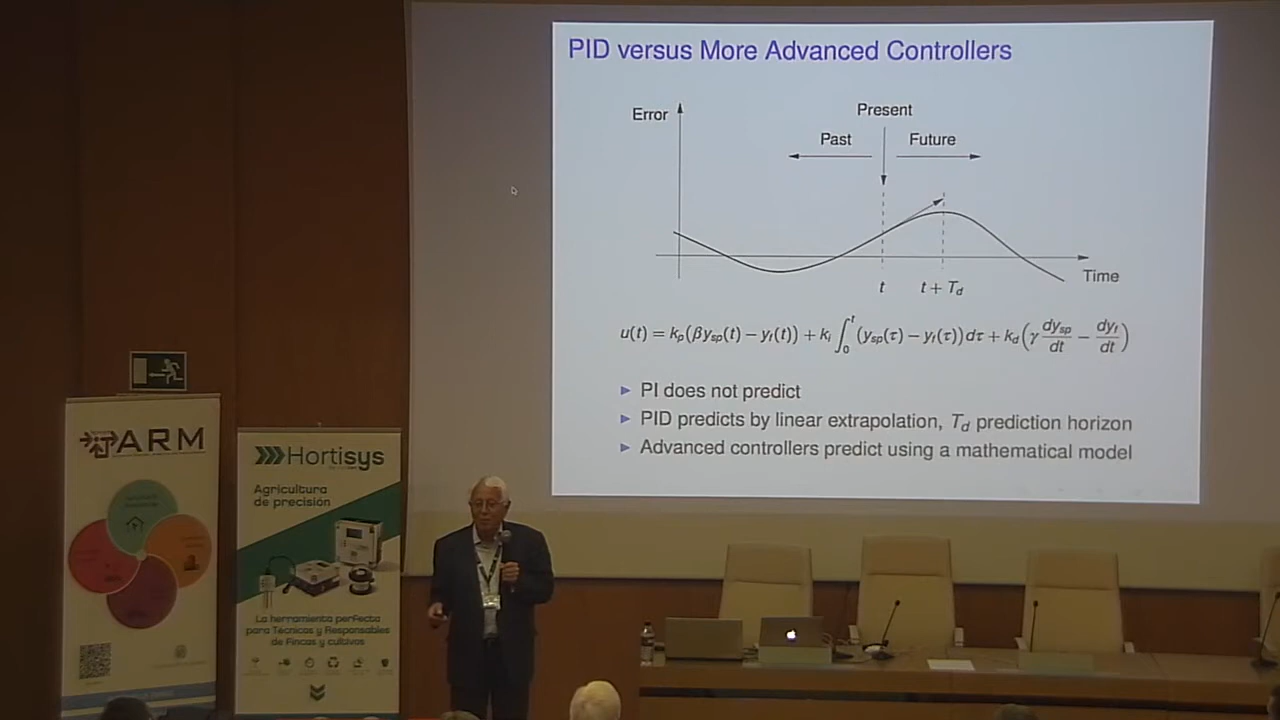 PID versus More Advanced Controllers
Error
Present
Past
Future
Time
t
t + T_d
u(t) = k_p(βy_sp(t) − y_f(t)) + k_i ∫_0^t (y_sp(τ) − y_f(τ))dτ + k_d(γ dy_sp/dt − dy_f/dt)
PI does not predict
PID predicts by linear extrapolation, T_d prediction horizon
Advanced controllers predict using a mathematical model
ARM
Hortisys
Agricultura
de precisión
La herramienta perfecta
para Técnicos y Responsables
de Fincas y cultivos